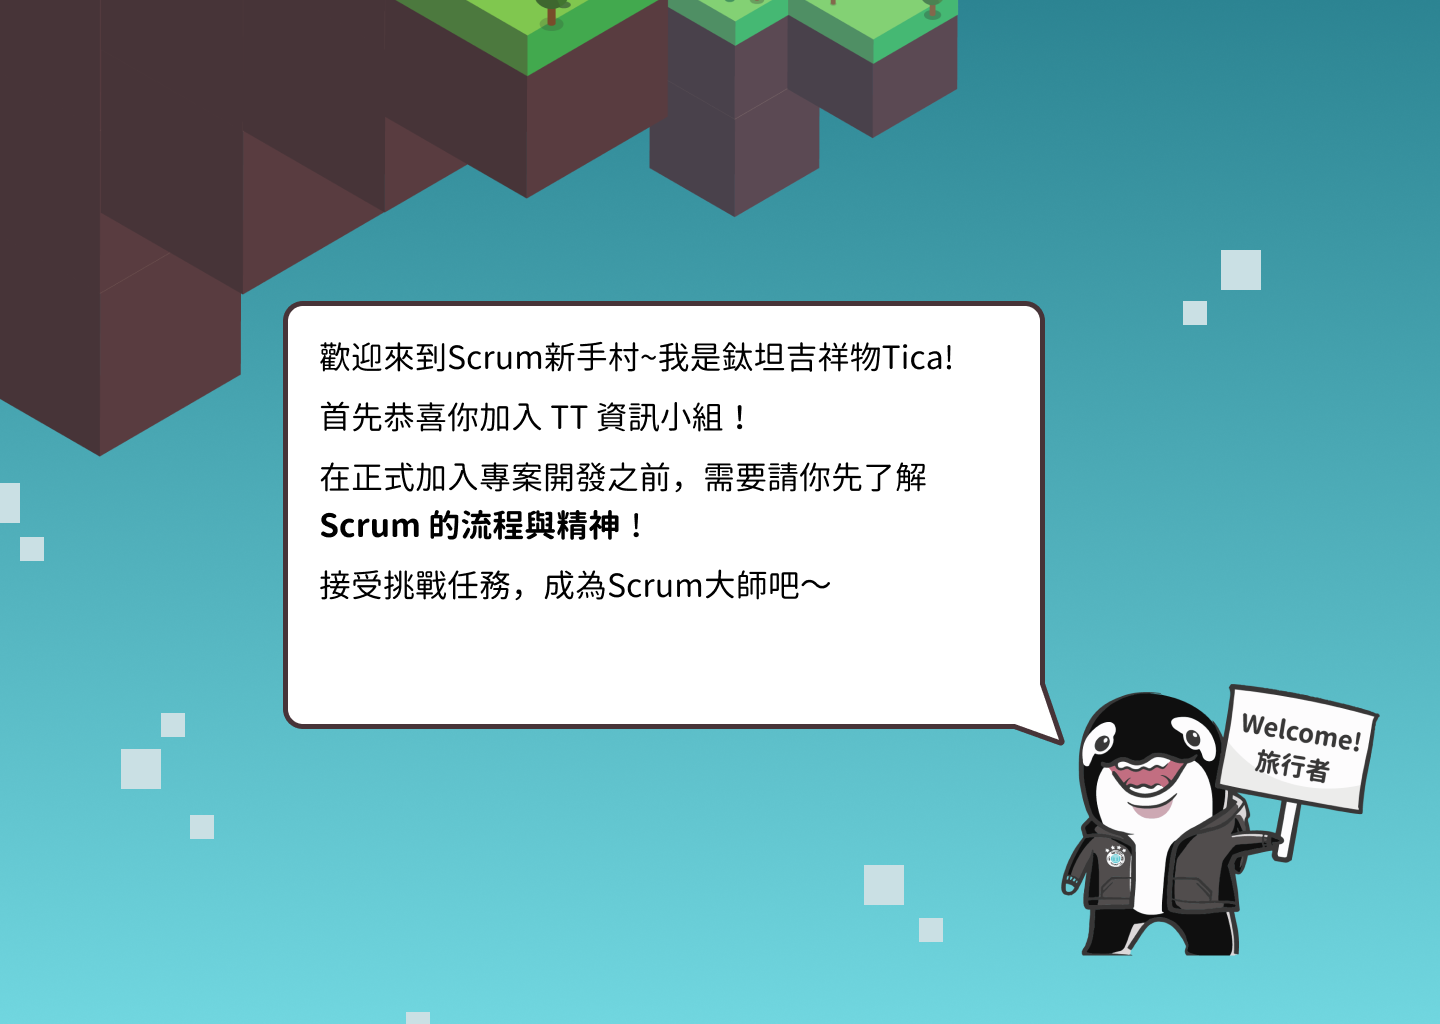 歡迎來到Scrum新手村~我是鈦坦吉祥物Tica!
首先恭喜你加入 TT 資訊小組！
在正式加入專案開發之前，需要請你先了解
Scrum 的流程與精神！
接受挑戰任務，成為Scrum大師吧～
Welcome!
旅行者